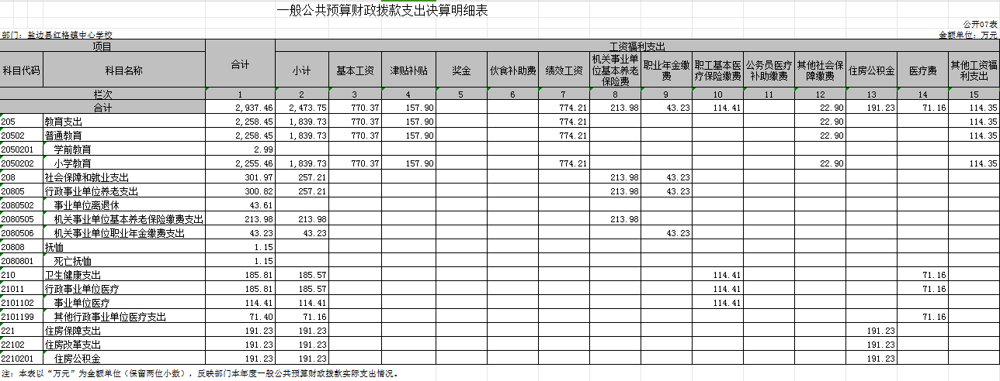 一般公共预算财政拨款支出决算明细表
公开07表
部门：盐边县红格镇中心学校 金额单位：万元
项目 合计 工资福利支出
科目代码 科目名称 小计 基本工资 津贴补贴 奖金 伙食补助费 绩效工资 机关事业单位基本养老保险费 职业年金缴费 职工基本医疗保险缴费 公务员医疗补助缴费 其他社会保障缴费 住房公积金 医疗费 其他工资福利支出
栏次 1 2 3 4 5 6 7 8 9 10 11 12 13 14 15
合计 2,937.46 2,473.75 770.37 157.90 774.21 213.98 43.23 114.41 22.90 191.23 71.16 114.35
205 教育支出 2,258.45 1,839.73 770.37 157.90 774.21 22.90 114.35
20502 普通教育 2,258.45 1,839.73 770.37 157.90 774.21 22.90 114.35
2050201 学前教育 2.99
2050202 小学教育 2,255.46 1,839.73 770.37 157.90 774.21 22.90 114.35
208 社会保障和就业支出 301.97 257.21 213.98 43.23
20805 行政事业单位养老支出 300.82 257.21 213.98 43.23
2080502 事业单位离退休 43.61
2080505 机关事业单位基本养老保险缴费支出 213.98 213.98 213.98
2080506 机关事业单位职业年金缴费支出 43.23 43.23 43.23
20808 抚恤 1.15
2080801 死亡抚恤 1.15
210 卫生健康支出 185.81 185.57 114.41 71.16
21011 行政事业单位医疗 185.81 185.57 114.41 71.16
2101102 事业单位医疗 114.41 114.41 114.41
2101199 其他行政事业单位医疗支出 71.40 71.16 71.16
221 住房保障支出 191.23 191.23 191.23
22102 住房改革支出 191.23 191.23 191.23
2210201 住房公积金 191.23 191.23 191.23
注：本表以“万元”为金额单位（保留两位小数），反映部门本年度一般公共预算财政拨款实际支出情况。